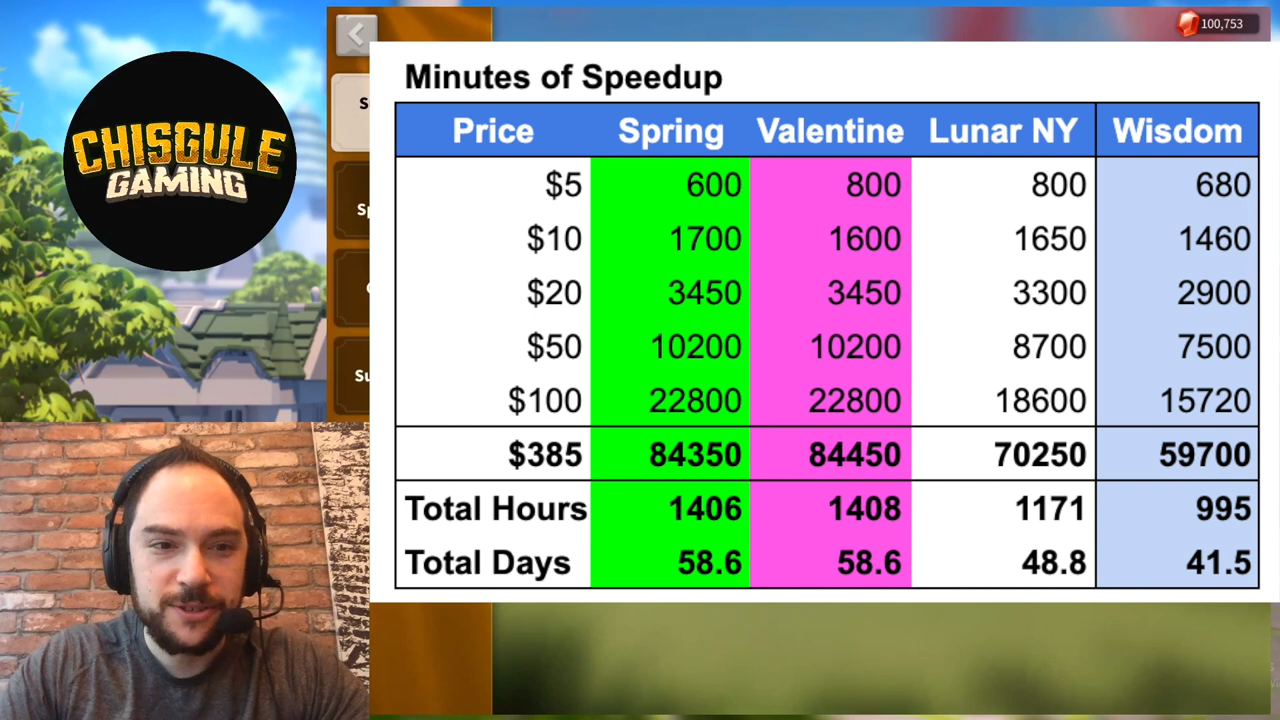 CHISGULE
GAMING
100,753
S
Sp
Su
Minutes of Speedup
Price Spring Valentine Lunar NY Wisdom
$5 600 800 800 680
$10 1700 1600 1650 1460
$20 3450 3450 3300 2900
$50 10200 10200 8700 7500
$100 22800 22800 18600 15720
$385 84350 84450 70250 59700
Total Hours 1406 1408 1171 995
Total Days 58.6 58.6 48.8 41.5